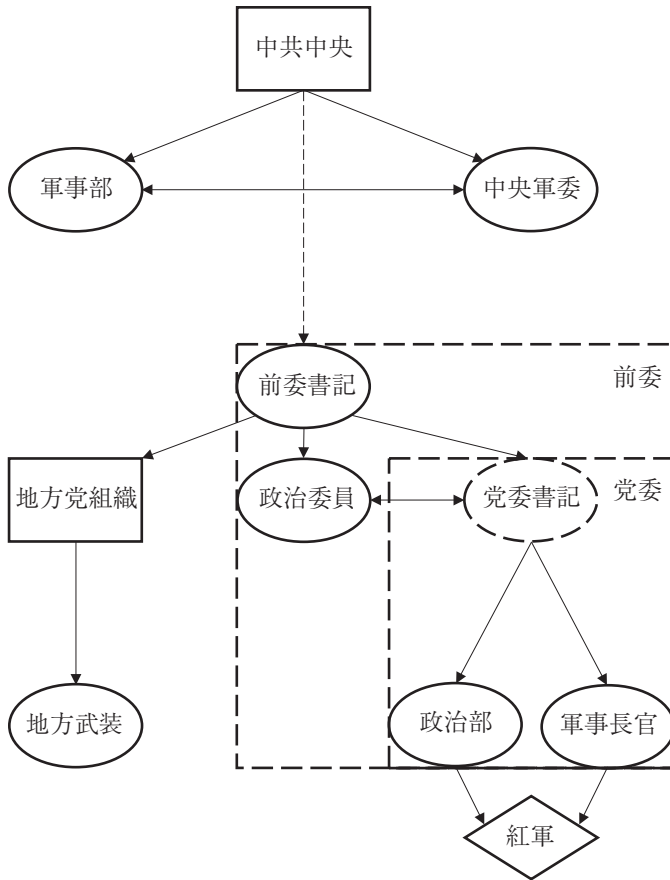 中共中央
軍事部
中央軍委
前委書記
前委
地方党組織
政治委員
党委書記
党委
地方武装
政治部
軍事長官
紅軍